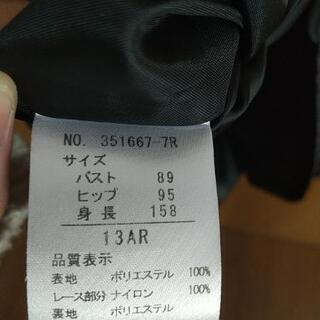 NO. 351667-7R
サイズ
バスト 89
ヒップ 95
身長 158
13AR
品質表示
表地 ポリエステル 100%
レース部分 ナイロン 100%
裏地 ポリエステル 100%